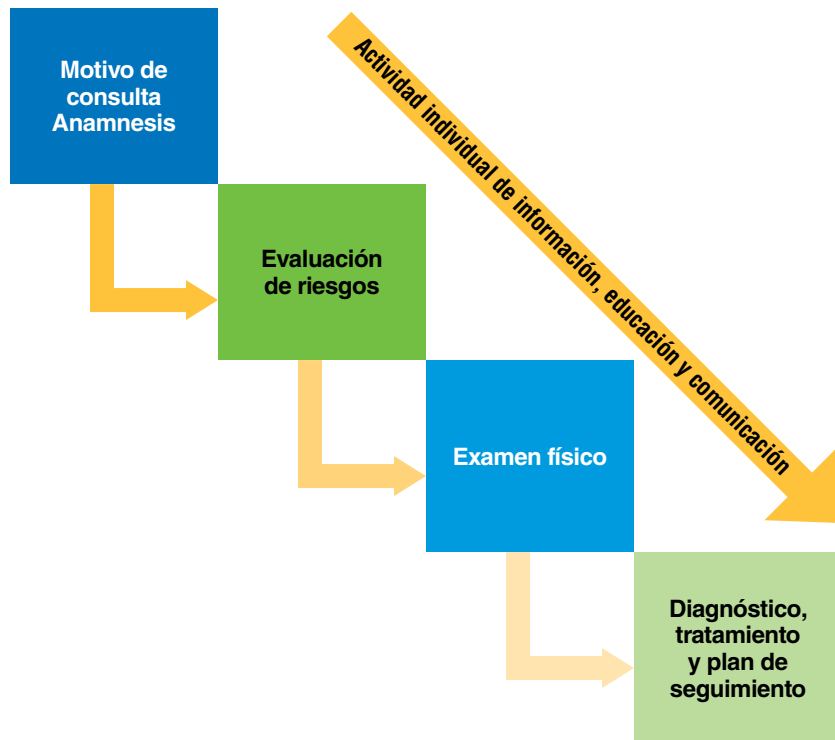 Motivo de
consulta
Anamnesis
Actividad individual de información, educación y comunicación
Evaluación
de riesgos
Examen físico
Diagnóstico,
tratamiento
y plan de
seguimiento